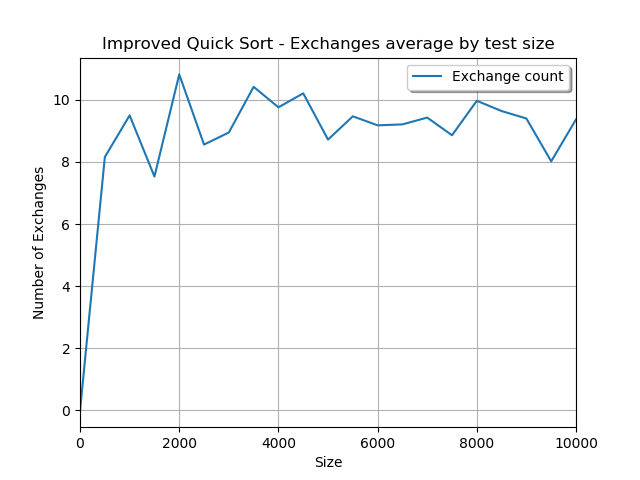 Improved Quick Sort - Exchanges average by test size
Exchange count
Number of Exchanges
10
8
6
4
2
0
0 2000 4000 6000 8000 10000
Size